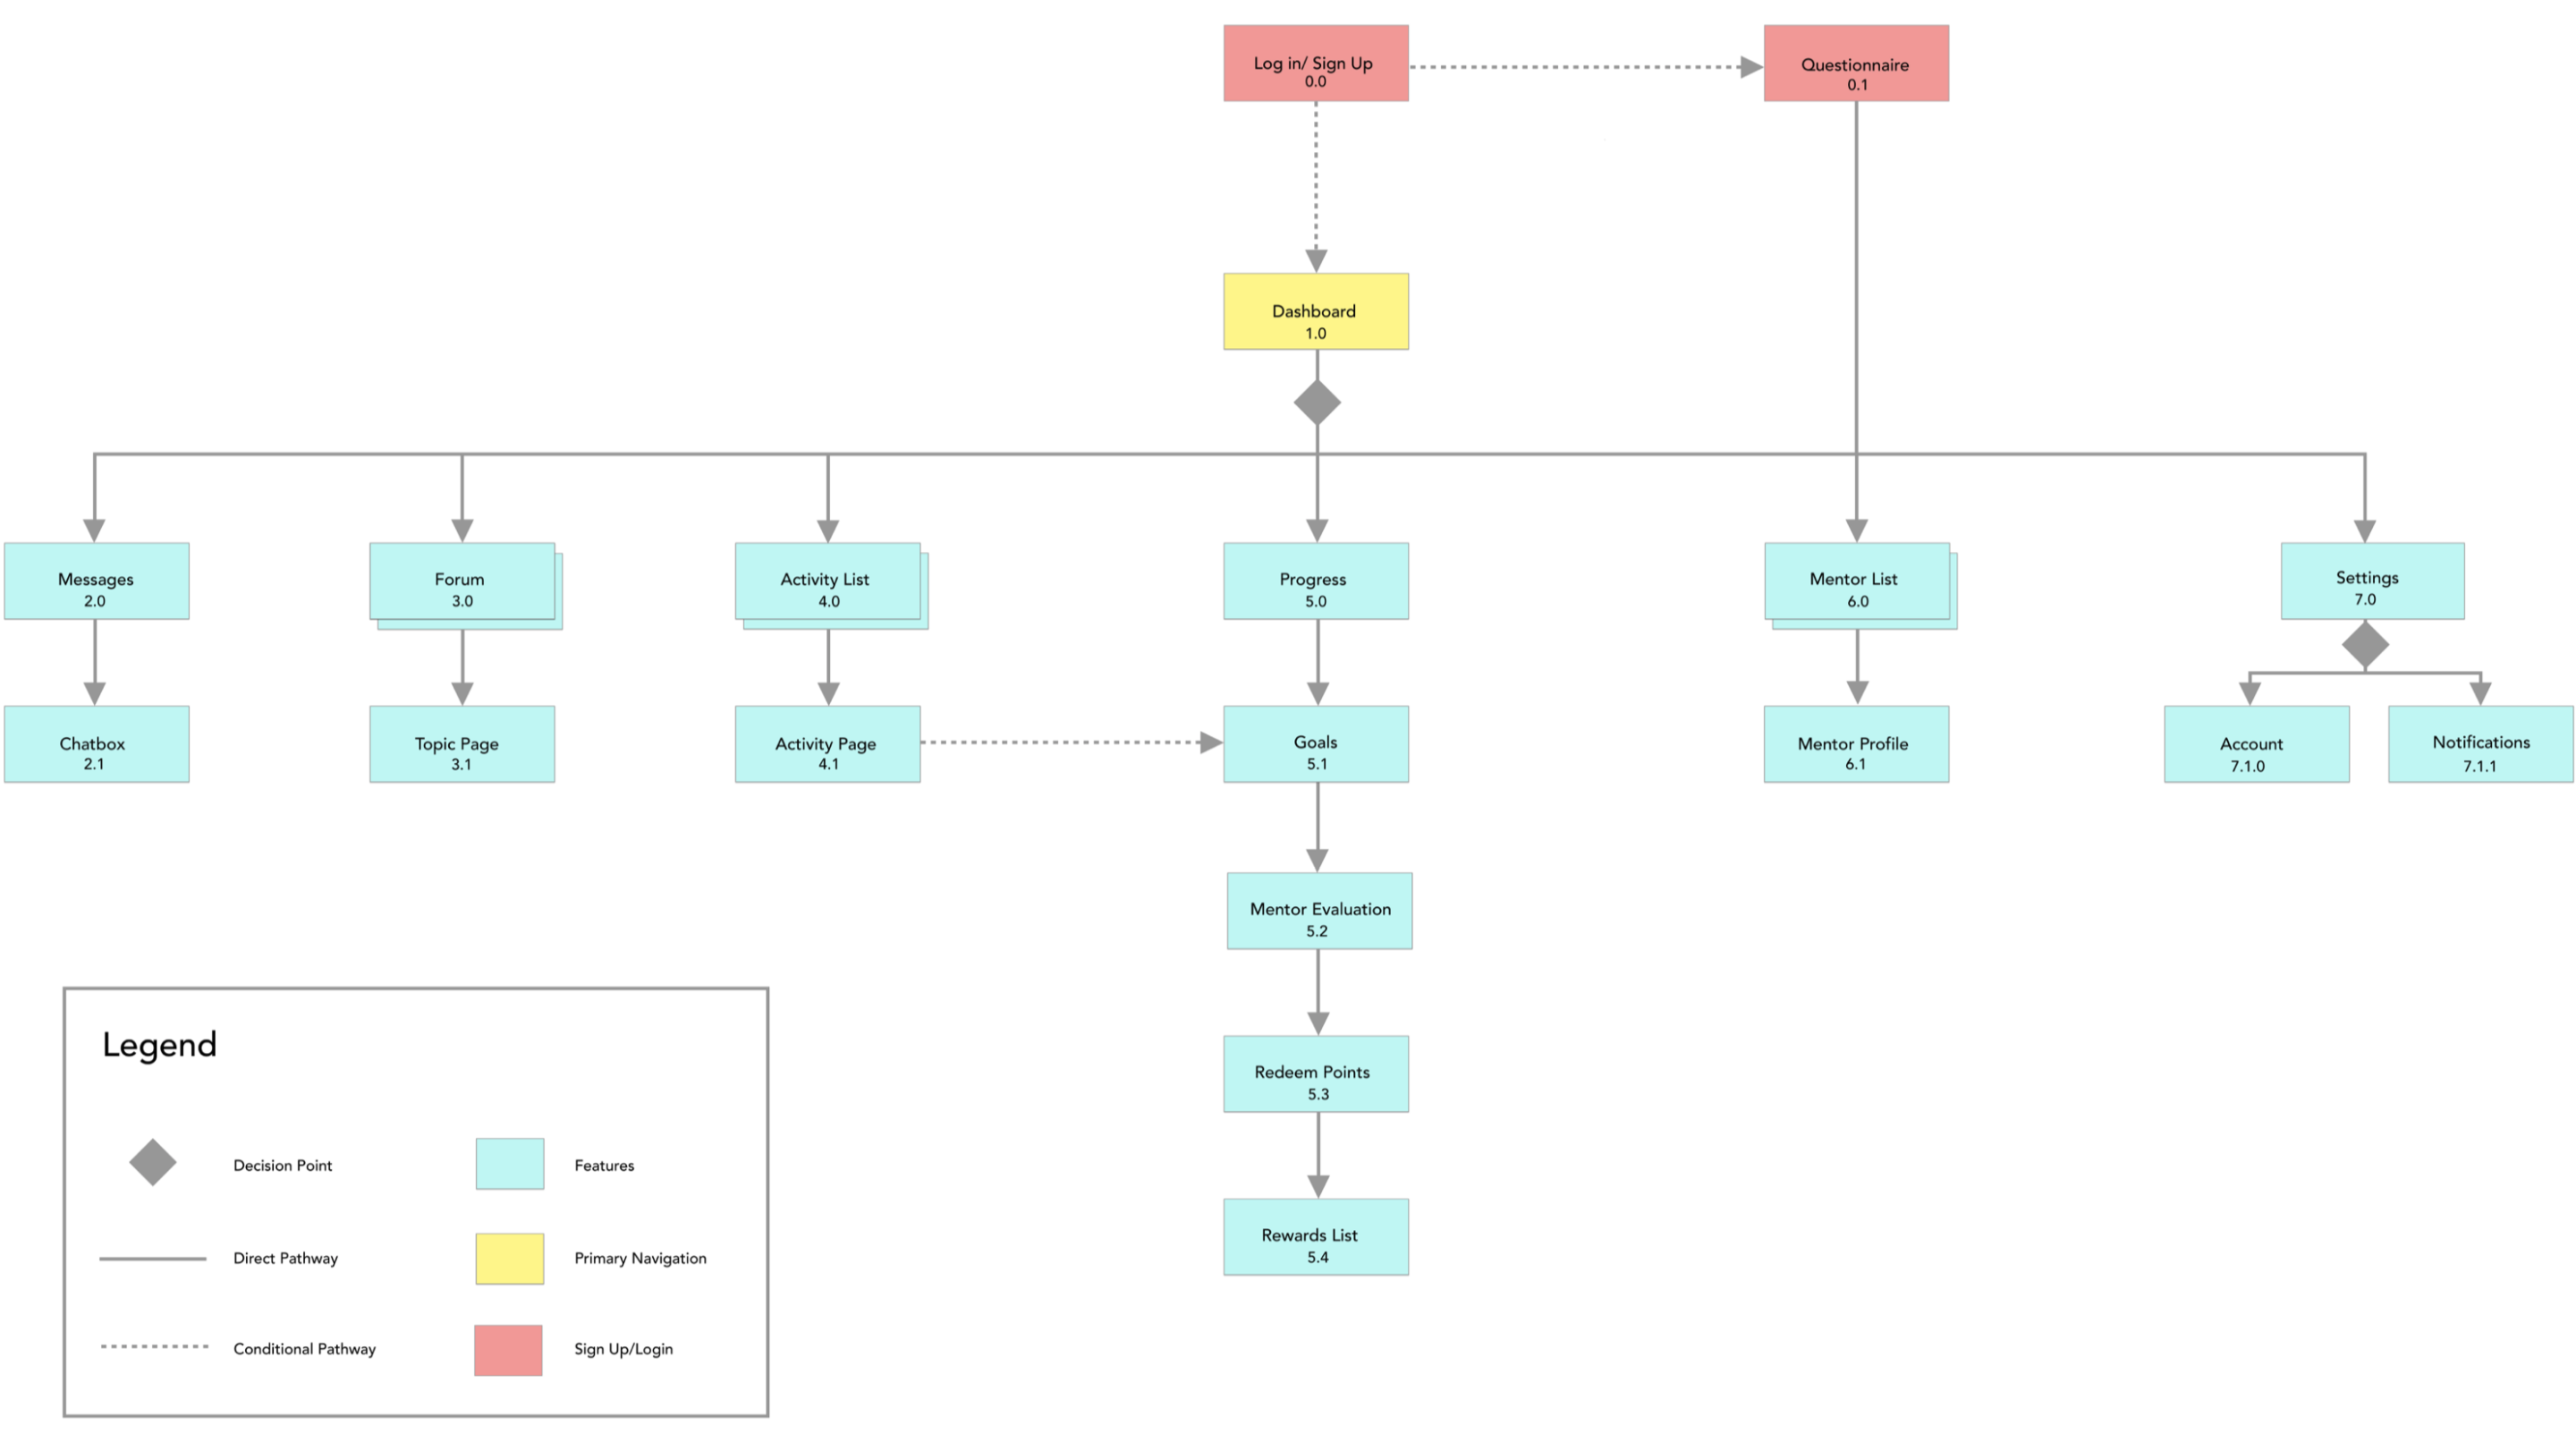 Log in/ Sign Up
0.0
Questionnaire
0.1
Dashboard
1.0
Messages
2.0
Forum
3.0
Activity List
4.0
Progress
5.0
Mentor List
6.0
Settings
7.0
Chatbox
2.1
Topic Page
3.1
Activity Page
4.1
Goals
5.1
Mentor Profile
6.1
Account
7.1.0
Notifications
7.1.1
Mentor Evaluation
5.2
Redeem Points
5.3
Rewards List
5.4
Legend
Decision Point
Features
Direct Pathway
Primary Navigation
Conditional Pathway
Sign Up/Login